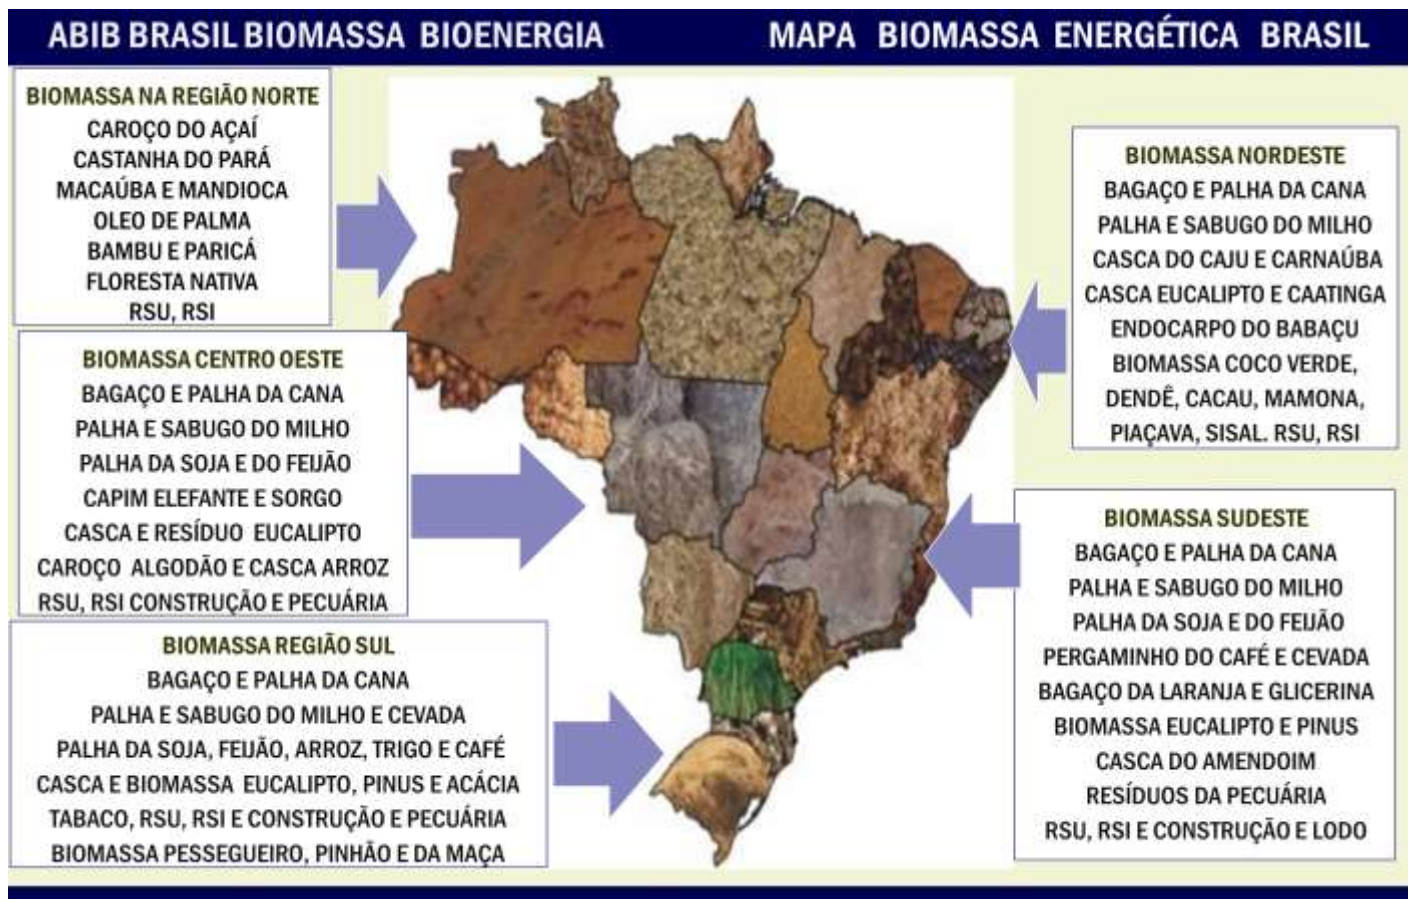 ABIB BRASIL BIOMASSA BIOENERGIA
MAPA BIOMASSA ENERGÉTICA BRASIL
BIOMASSA NA REGIÃO NORTE
CAROÇO DO AÇAÍ
CASTANHA DO PARÁ
MACAÚBA E MANDIOCA
OLEO DE PALMA
BAMBU E PARICÁ
FLORESTA NATIVA
RSU, RSI
BIOMASSA CENTRO OESTE
BAGAÇO E PALHA DA CANA
PALHA E SABUGO DO MILHO
PALHA DA SOJA E DO FEIJÃO
CAPIM ELEFANTE E SORGO
CASCA E RESÍDUO EUCALIPTO
CAROÇO ALGODÃO E CASCA ARROZ
RSU, RSI CONSTRUÇÃO E PECUÁRIA
BIOMASSA REGIÃO SUL
BAGAÇO E PALHA DA CANA
PALHA E SABUGO DO MILHO E CEVADA
PALHA DA SOJA, FEIJÃO, ARROZ, TRIGO E CAFÉ
CASCA E BIOMASSA EUCALIPTO, PINUS E ACÁCIA
TABACO, RSU, RSI E CONSTRUÇÃO E PECUÁRIA
BIOMASSA PESSEGUEIRO, PINHÃO E DA MAÇA
BIOMASSA NORDESTE
BAGAÇO E PALHA DA CANA
PALHA E SABUGO DO MILHO
CASCA DO CAJU E CARNAÚBA
CASCA EUCALIPTO E CAATINGA
ENDOCARPO DO BABAÇU
BIOMASSA COCO VERDE,
DENDÊ, CACAU, MAMONA,
PIAÇAVA, SISAL. RSU, RSI
BIOMASSA SUDESTE
BAGAÇO E PALHA DA CANA
PALHA E SABUGO DO MILHO
PALHA DA SOJA E DO FEIJÃO
PERGAMINHO DO CAFÉ E CEVADA
BAGAÇO DA LARANJA E GLICERINA
BIOMASSA EUCALIPTO E PINUS
CASCA DO AMENDOIM
RESÍDUOS DA PECUÁRIA
RSU, RSI E CONSTRUÇÃO E LODO